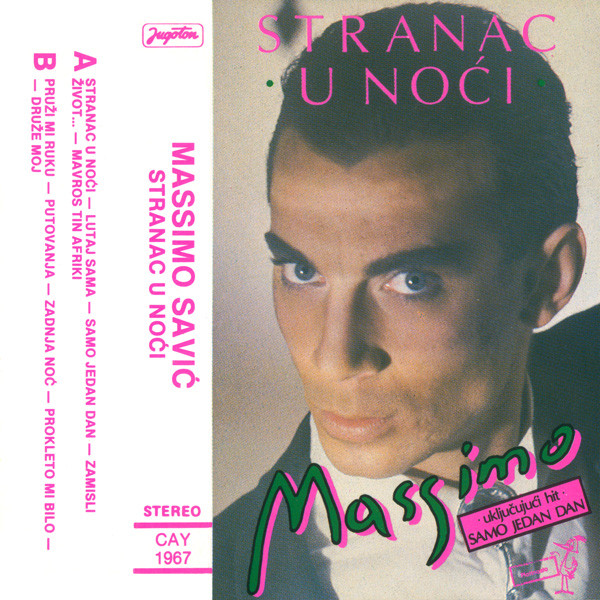 Jugoton
A
STRANAC U NOĆI — LUTAJ SAMA — SAMO JEDAN DAN — ZAMISLI
ŽIVOT... — MAVROS TIN AFRIKI
B
PRUŽI MI RUKU — PUTOVANJA — ZADNJA NOĆ — PROKLETO MI BILO —
— DRUŽE MOJ
MASSIMO SAVIĆ
STRANAC U NOĆI
STEREO
CAY
1967
STRANAC
· U NOĆI ·
Massimo
· uključujući hit ·
SAMO JEDAN DAN